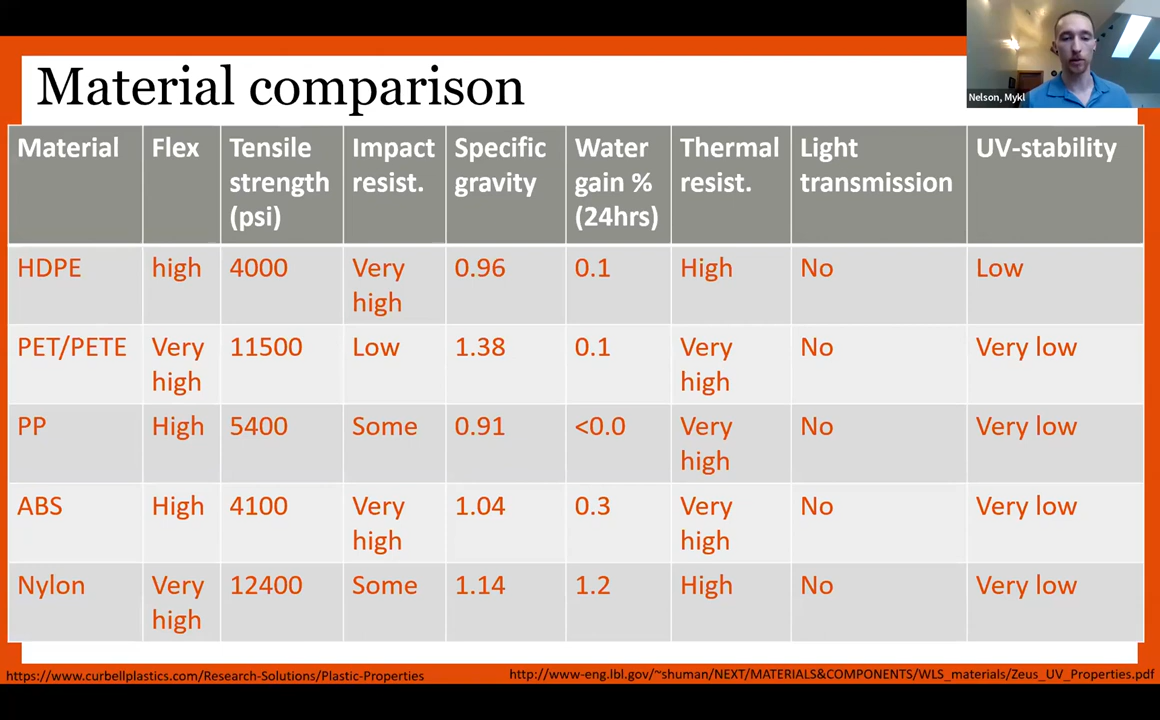 Material comparison
Nelson, Mykl
Material Flex Tensile strength (psi) Impact resist. Specific gravity Water gain % (24hrs) Thermal resist. Light transmission UV-stability
HDPE high 4000 Very high 0.96 0.1 High No Low
PET/PETE Very high 11500 Low 1.38 0.1 Very high No Very low
PP High 5400 Some 0.91 <0.0 Very high No Very low
ABS High 4100 Very high 1.04 0.3 Very high No Very low
Nylon Very high 12400 Some 1.14 1.2 High No Very low
https://www.curbellplastics.com/Research-Solutions/Plastic-Properties
http://www-eng.lbl.gov/~shuman/NEXT/MATERIALS&COMPONENTS/WLS_materials/Zeus_UV_Properties.pdf